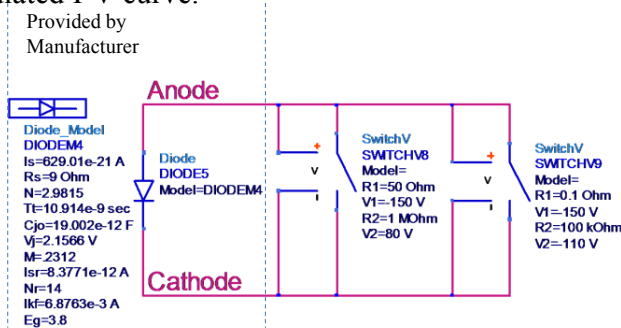 Provided by
Manufacturer
Anode
Diode_Model
DIODEM4
Is=629.01e-21 A
Rs=9 Ohm
N=2.9815
Tt=10.914e-9 sec
Cjo=19.002e-12 F
Vj=2.1566 V
M=.2312
Isr=8.3771e-12 A
Nr=14
Ikf=6.8763e-3 A
Eg=3.8
Diode
DIODE5
Model=DIODEM4
Cathode
+
V
SwitchV
SWITCHV8
Model=
R1=50 Ohm
V1=-150 V
R2=1 MOhm
V2=80 V
+
V
SwitchV
SWITCHV9
Model=
R1=0.1 Ohm
V1=-150 V
R2=100 kOhm
V2=-110 V